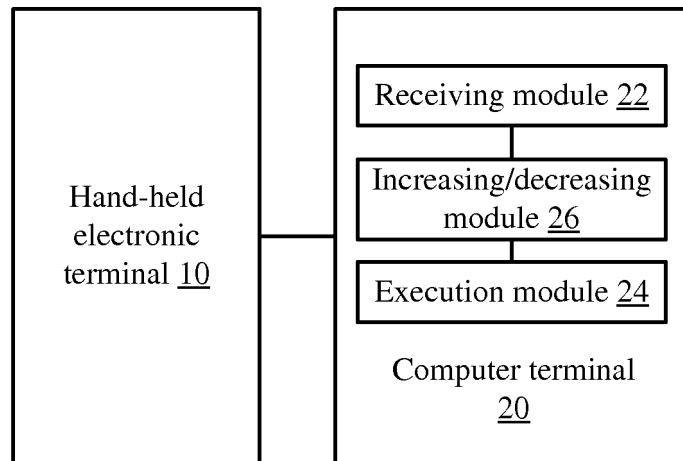 Hand-held
electronic
terminal 10
Receiving module 22
Increasing/decreasing
module 26
Execution module 24
Computer terminal
20